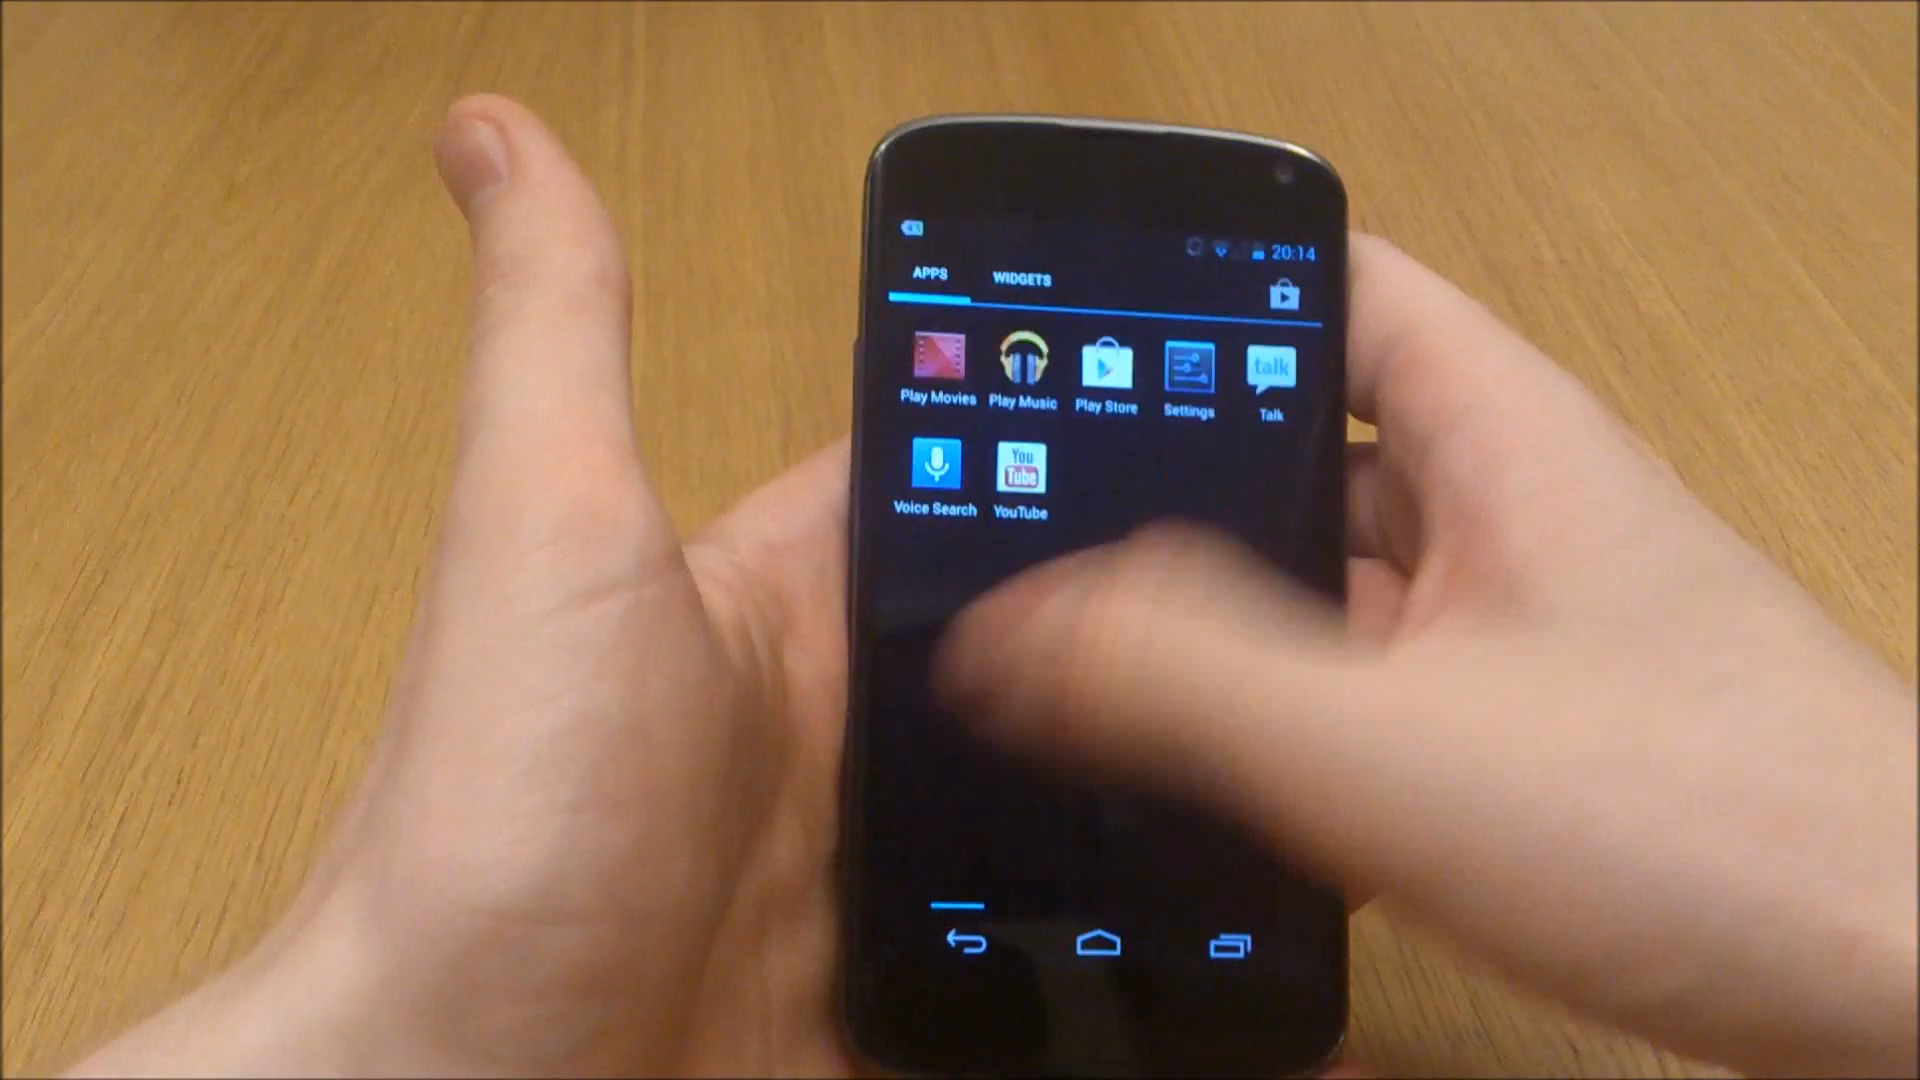 20:14
APPS WIDGETS
talk
Play Movies Play Music Play Store Settings Talk
You
Tube
Voice Search YouTube